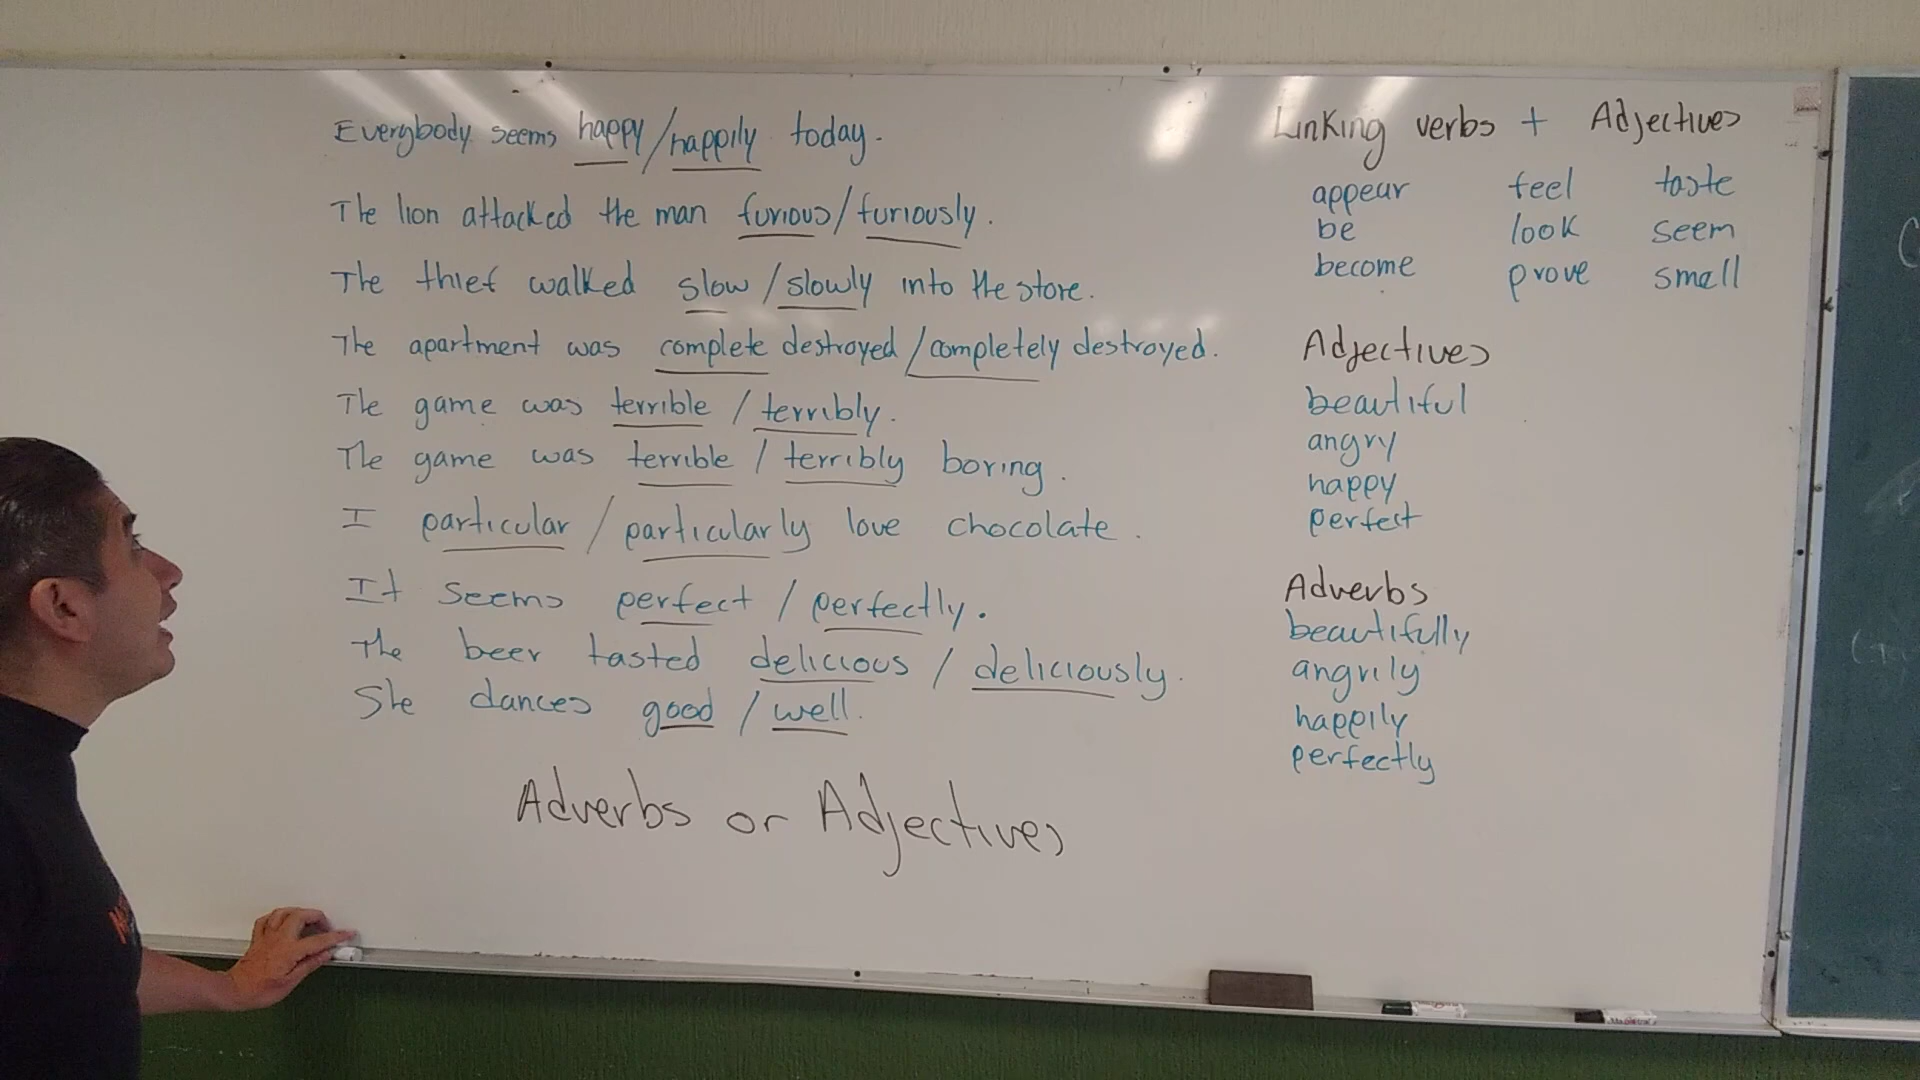 Everybody seems happy/happily today.
The lion attacked the man furious/furiously.
The thief walked slow/slowly into the store.
The apartment was complete destroyed/completely destroyed.
The game was terrible/terribly.
The game was terrible/terribly boring.
I particular/particularly love chocolate.
It seems perfect/perfectly.
The beer tasted delicious/deliciously.
She dances good/well.
Adverbs or Adjectives
Linking verbs + Adjectives
appear feel taste
be look seem
become prove smell
Adjectives
beautiful
angry
happy
perfect
Adverbs
beautifully
angrily
happily
perfectly